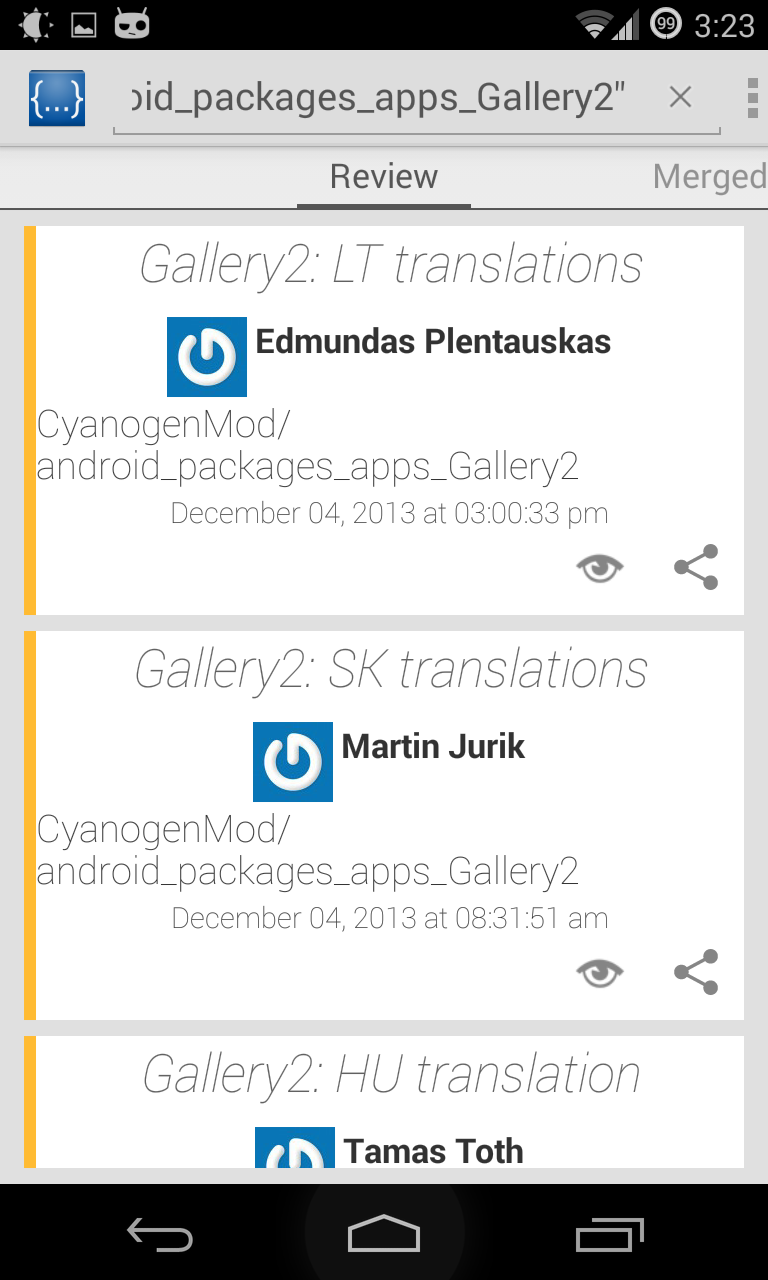 99 3:23
{...} oid_packages_apps_Gallery2"
Review Merged
Gallery2: LT translations
Edmundas Plentauskas
CyanogenMod/
android_packages_apps_Gallery2
December 04, 2013 at 03:00:33 pm
Gallery2: SK translations
Martin Jurik
CyanogenMod/
android_packages_apps_Gallery2
December 04, 2013 at 08:31:51 am
Gallery2: HU translation
Tamas Toth